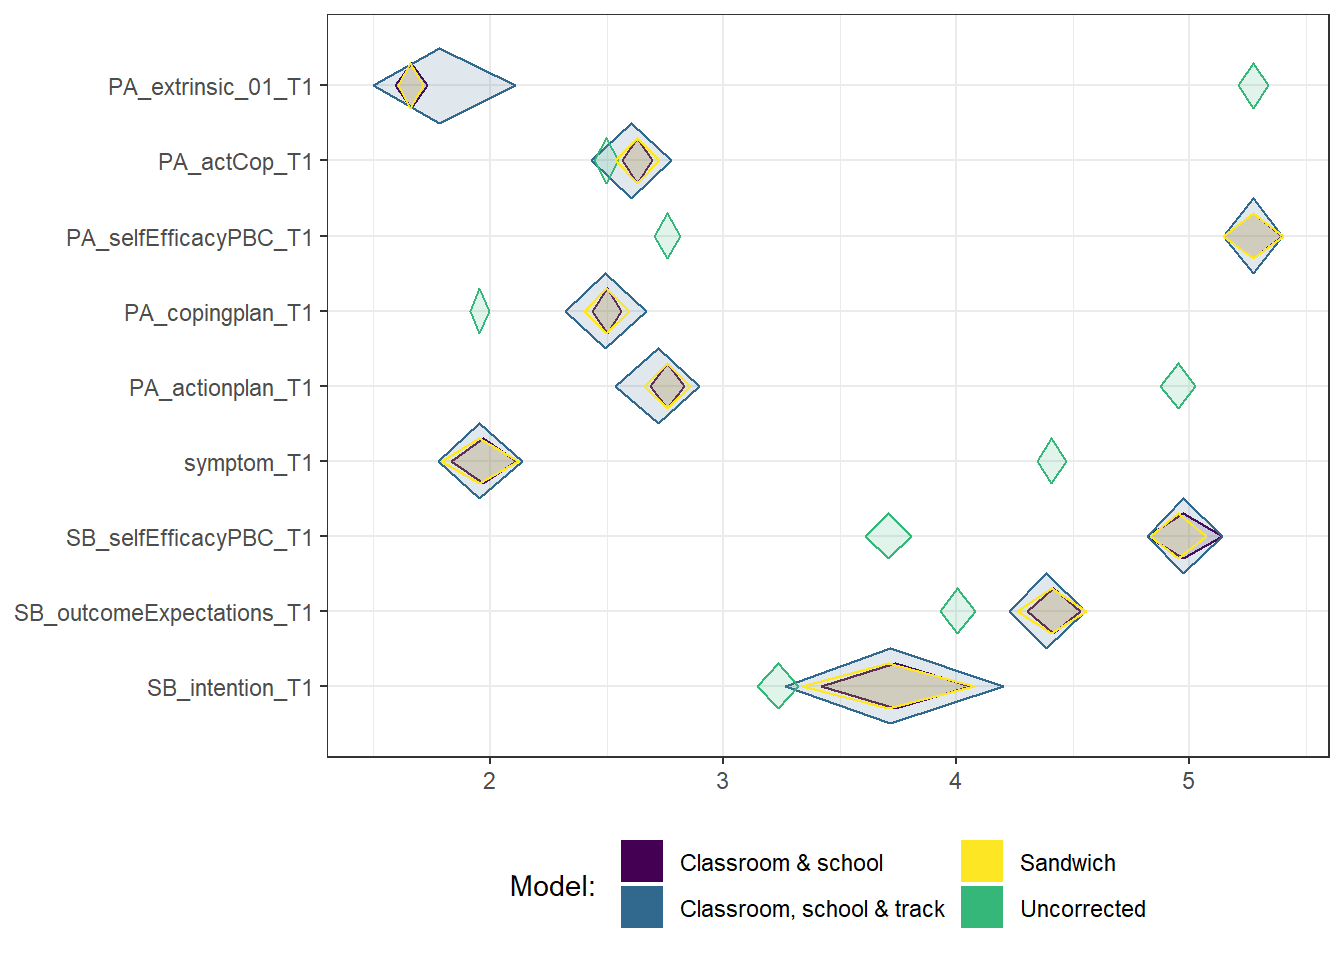 PA_extrinsic_01_T1
PA_actCop_T1
PA_selfEfficacyPBC_T1
PA_copingplan_T1
PA_actionplan_T1
symptom_T1
SB_selfEfficacyPBC_T1
SB_outcomeExpectations_T1
SB_intention_T1
2 3 4 5
Model:
Classroom & school
Classroom, school & track
Sandwich
Uncorrected